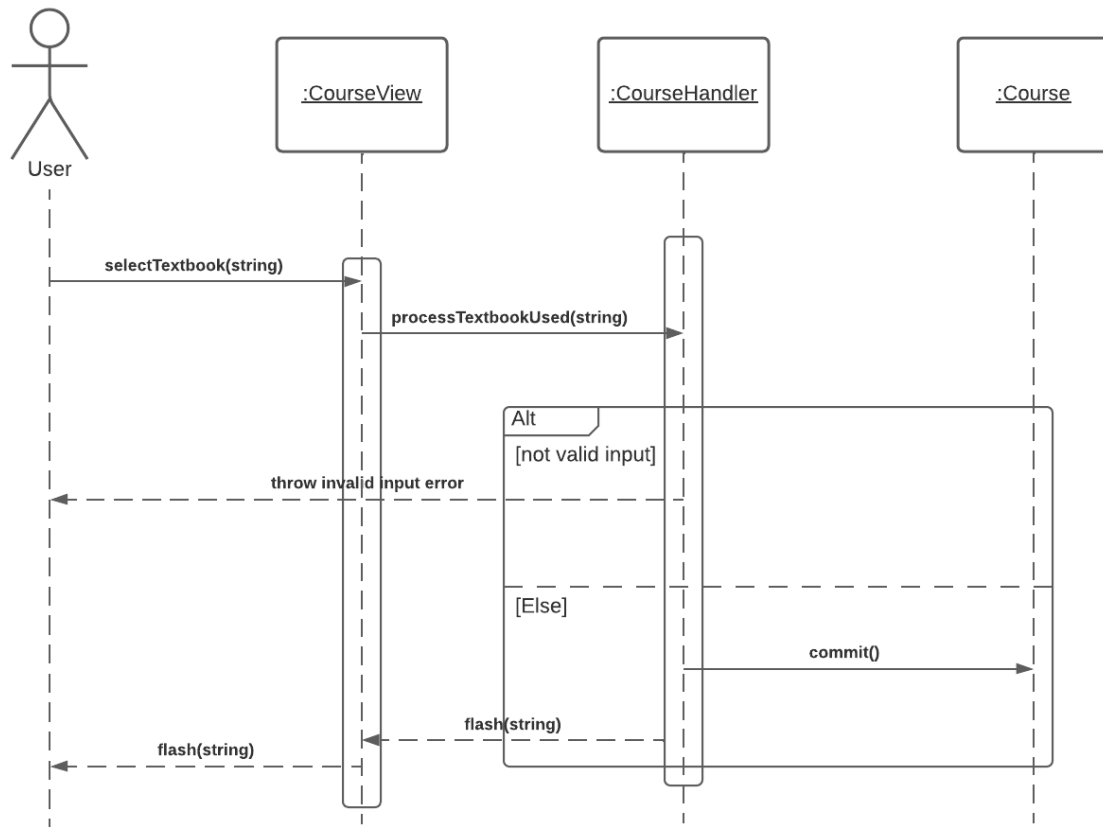 :CourseView
:CourseHandler
:Course
User
selectTextbook(string)
processTextbookUsed(string)
Alt
[not valid input]
throw invalid input error
[Else]
commit()
flash(string)
flash(string)